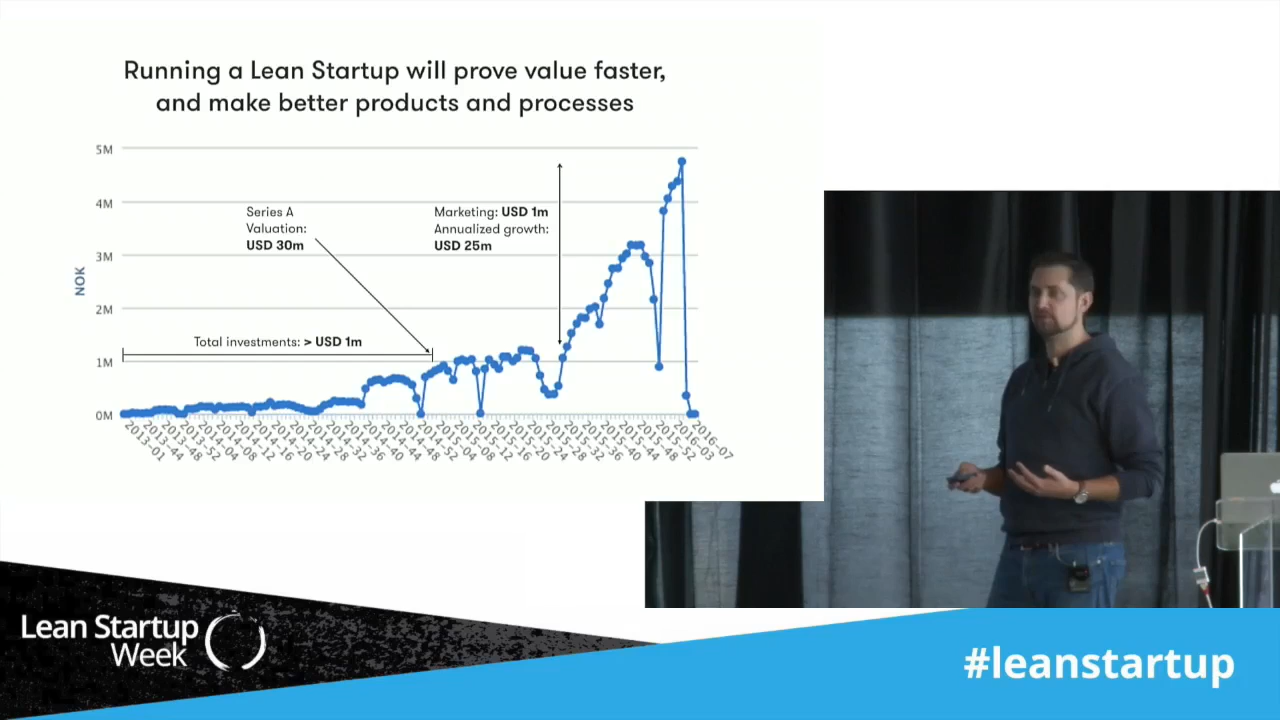 Running a Lean Startup will prove value faster,
and make better products and processes
5M
4M
3M
2M
1M
0M
NOK
Series A
Valuation:
USD 30m
Marketing: USD 1m
Annualized growth:
USD 25m
Total investments: > USD 1m
2013-01
2013-44
2013-48
2013-52
2014-04
2014-08
2014-12
2014-16
2014-20
2014-24
2014-28
2014-32
2014-36
2014-40
2014-44
2014-48
2014-52
2015-04
2015-08
2015-12
2015-16
2015-20
2015-24
2015-28
2015-32
2015-36
2015-40
2015-44
2015-48
2015-52
2016-03
2016-07
Lean Startup
Week
#leanstartup